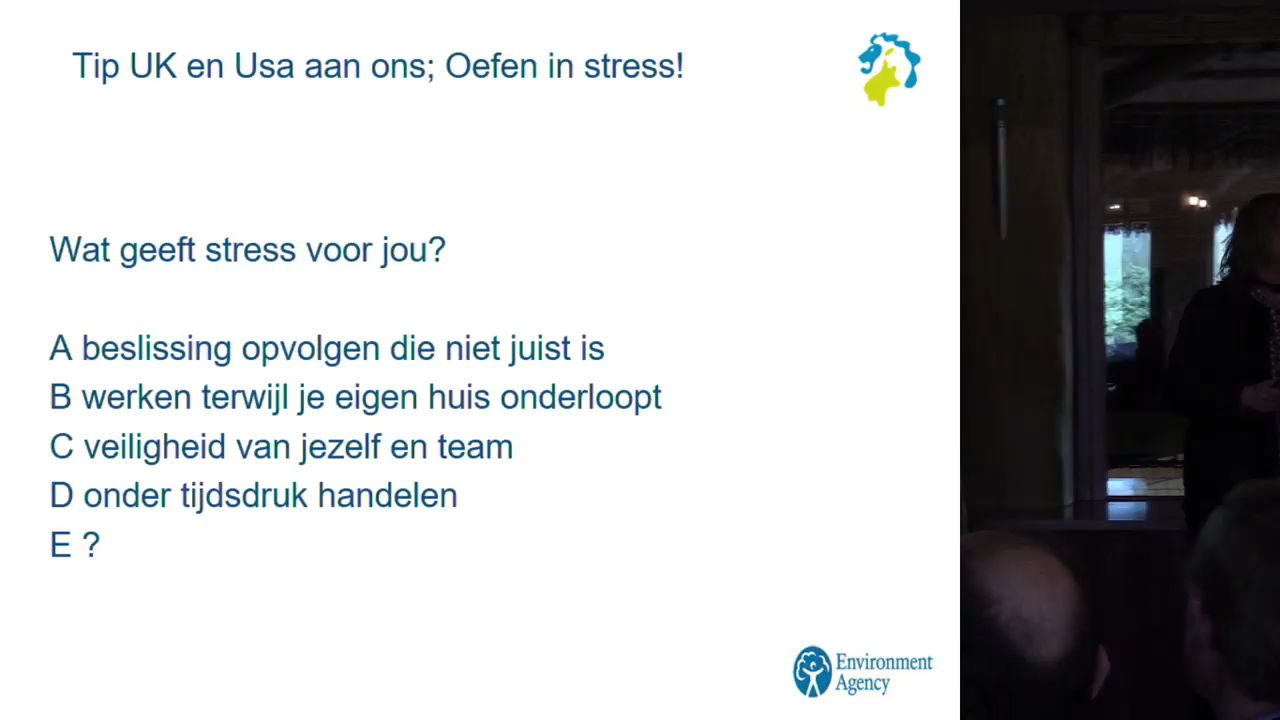 Tip UK en Usa aan ons; Oefen in stress!
Wat geeft stress voor jou?
A beslissing opvolgen die niet juist is
B werken terwijl je eigen huis onderloopt
C veiligheid van jezelf en team
D onder tijdsdruk handelen
E ?
Environment
Agency